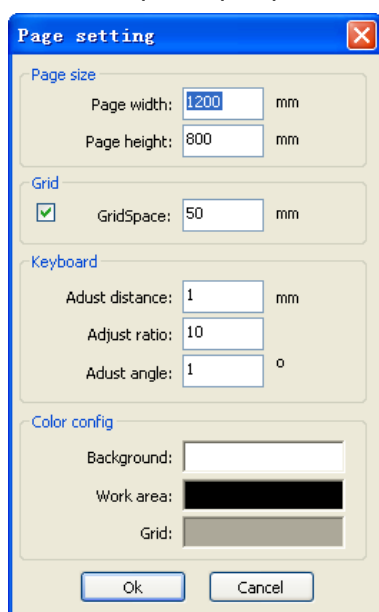 Page setting
Page size
Page width: 1200 mm
Page height: 800 mm
Grid
GridSpace: 50 mm
Keyboard
Adust distance: 1 mm
Adjust ratio: 10
Adust angle: 1 o
Color config
Background:
Work area:
Grid:
Ok Cancel